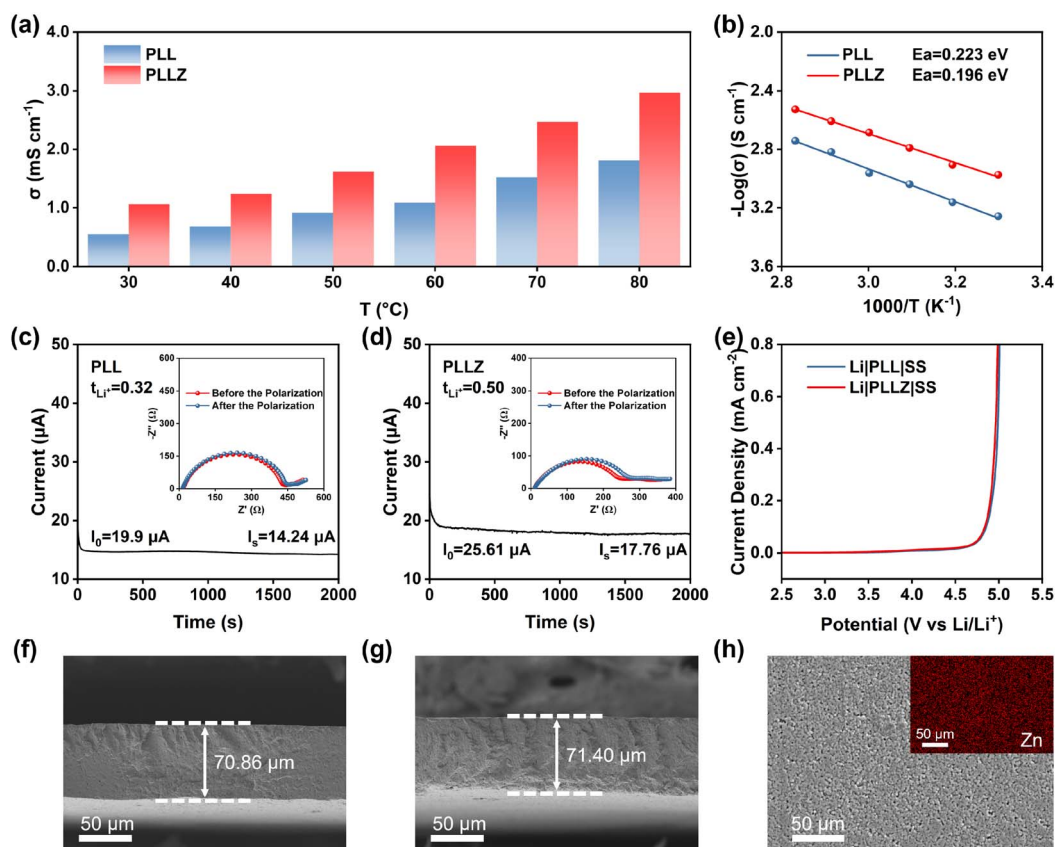 (a)
4.0
3.0
2.0
1.0
0.0
σ (mS cm⁻¹)
PLL
PLLZ
30 40 50 60 70 80
T (°C)
(b)
2.0
2.4
2.8
3.2
3.6
-Log(σ) (S cm⁻¹)
PLL Ea=0.223 eV
PLLZ Ea=0.196 eV
2.8 3.0 3.2 3.4
1000/T (K⁻¹)
(c)
50
40
30
20
10
Current (μA)
PLL
t_Li⁺=0.32
600
450
300
150
0
-Z'' (Ω)
Before the Polarization
After the Polarization
0 150 300 450 600
Z' (Ω)
I₀=19.9 μA Iₛ=14.24 μA
0 500 1000 1500 2000
Time (s)
(d)
50
40
30
20
10
Current (μA)
PLLZ
t_Li⁺=0.50
400
300
200
100
0
-Z'' (Ω)
Before the Polarization
After the Polarization
0 100 200 300 400
Z' (Ω)
I₀=25.61 μA Iₛ=17.76 μA
0 500 1000 1500 2000
Time (s)
(e)
0.8
0.6
0.4
0.2
0.0
Current Density (mA cm⁻²)
Li|PLL|SS
Li|PLLZ|SS
2.5 3.0 3.5 4.0 4.5 5.0 5.5
Potential (V vs Li/Li⁺)
(f)
70.86 μm
50 μm
(g)
71.40 μm
50 μm
(h)
50 μm
Zn
50 μm